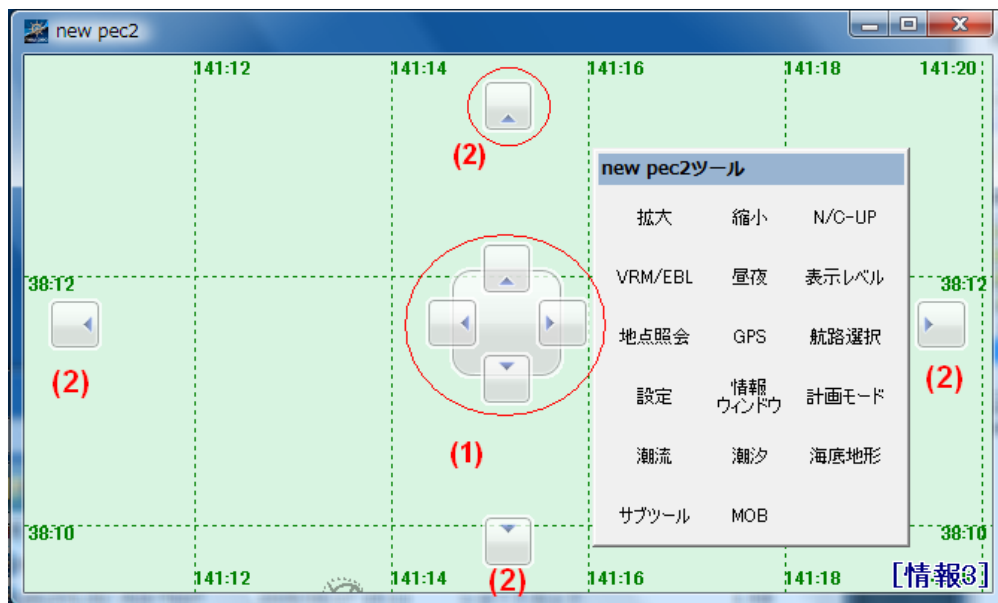 new pec2
141:12 141:14 141:16 141:18 141:20
(2)
new pec2ツール
拡大 縮小 N/C-UP
VRM/EBL 昼夜 表示レベル
38:12 38:12
地点照会 GPS 航路選択
(2) (2)
設定 情報ウィンドウ 計画モード
(1)
潮流 潮汐 海底地形
サブツール MOB
38:10 38:10
141:12 141:14 (2) 141:16 141:18
[情報3]